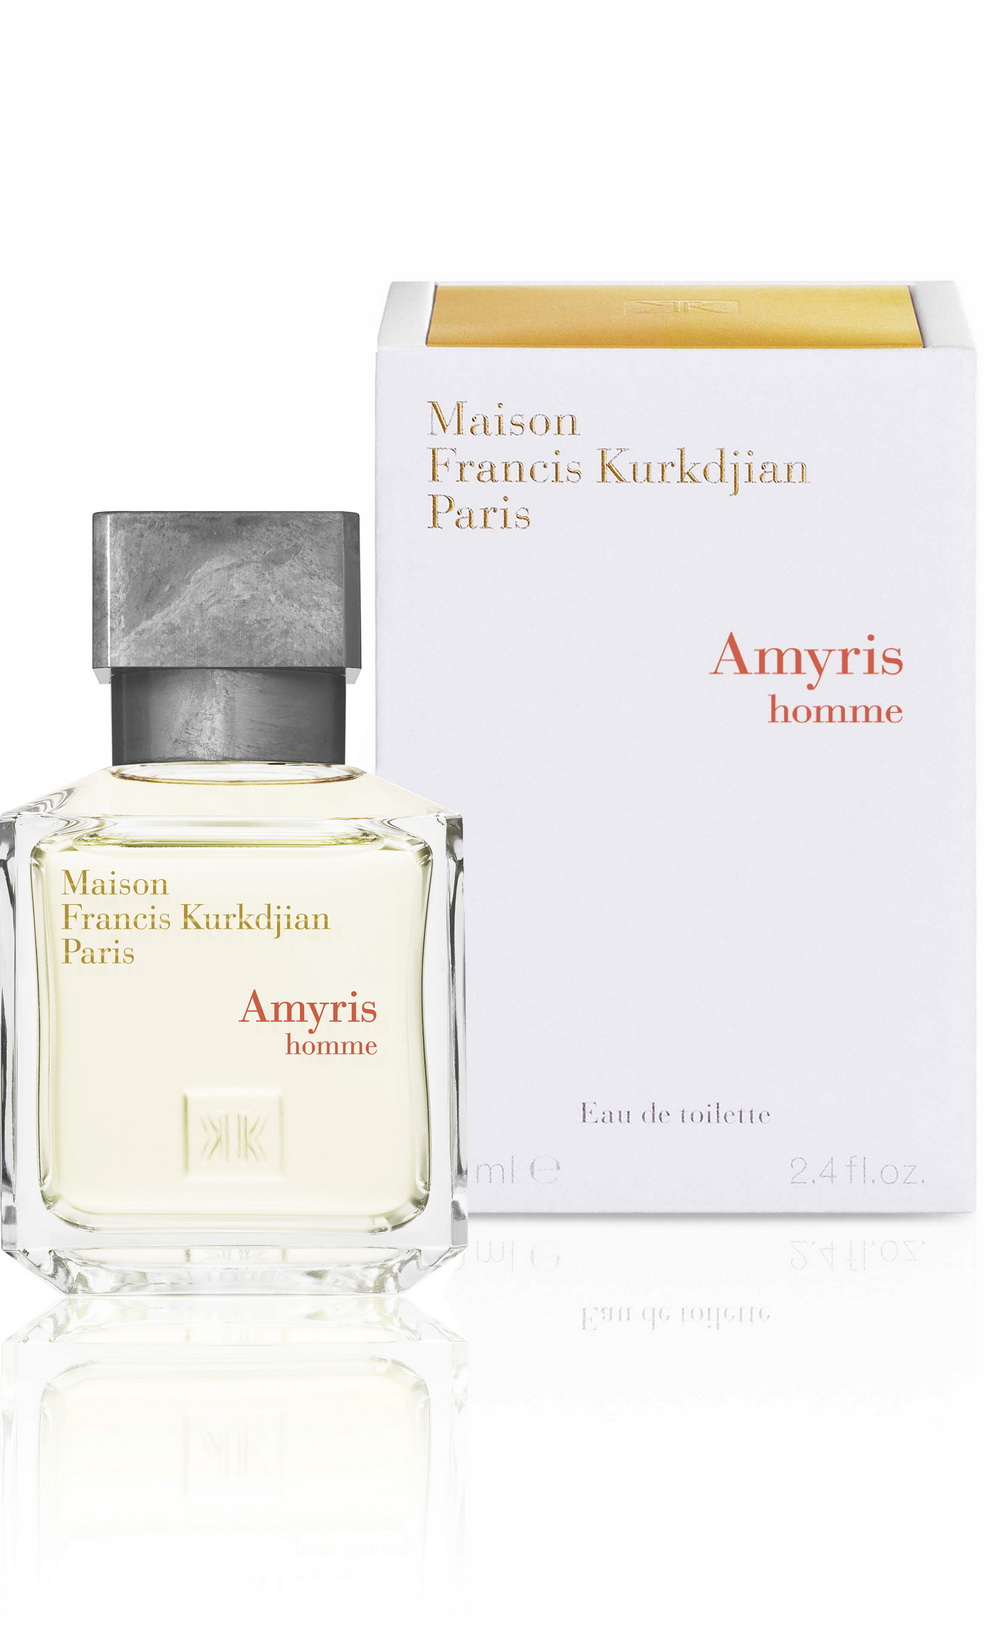 Maison
Francis Kurkdjian
Paris
Amyris
homme
Eau de toilette
ml ℮
2.4 fl.oz.
Maison
Francis Kurkdjian
Paris
Amyris
homme